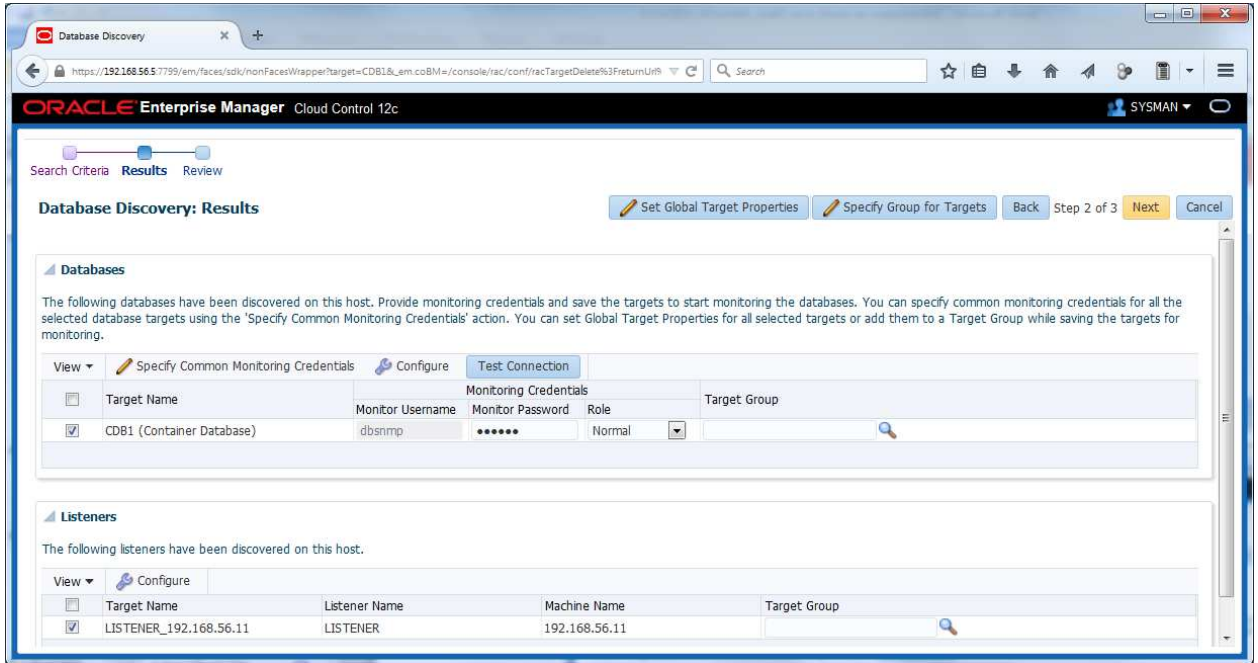 Database Discovery
https://192.168.56.5:7799/em/faces/sdk/nonFacesWrapper?target=CDB1&_em.coBM=/console/rac/conf/racTargetDelete%3FreturnUrl% Search
ORACLE Enterprise Manager Cloud Control 12c SYSMAN
Search Criteria Results Review
Database Discovery: Results Set Global Target Properties Specify Group for Targets Back Step 2 of 3 Next Cancel
Databases
The following databases have been discovered on this host. Provide monitoring credentials and save the targets to start monitoring the databases. You can specify common monitoring credentials for all the
selected database targets using the 'Specify Common Monitoring Credentials' action. You can set Global Target Properties for all selected targets or add them to a Target Group while saving the targets for
monitoring.
View Specify Common Monitoring Credentials Configure Test Connection
Monitoring Credentials
Target Name Target Group
Monitor Username Monitor Password Role
CDB1 (Container Database) dbsnmp •••••• Normal
Listeners
The following listeners have been discovered on this host.
View Configure
Target Name Listener Name Machine Name Target Group
LISTENER_192.168.56.11 LISTENER 192.168.56.11